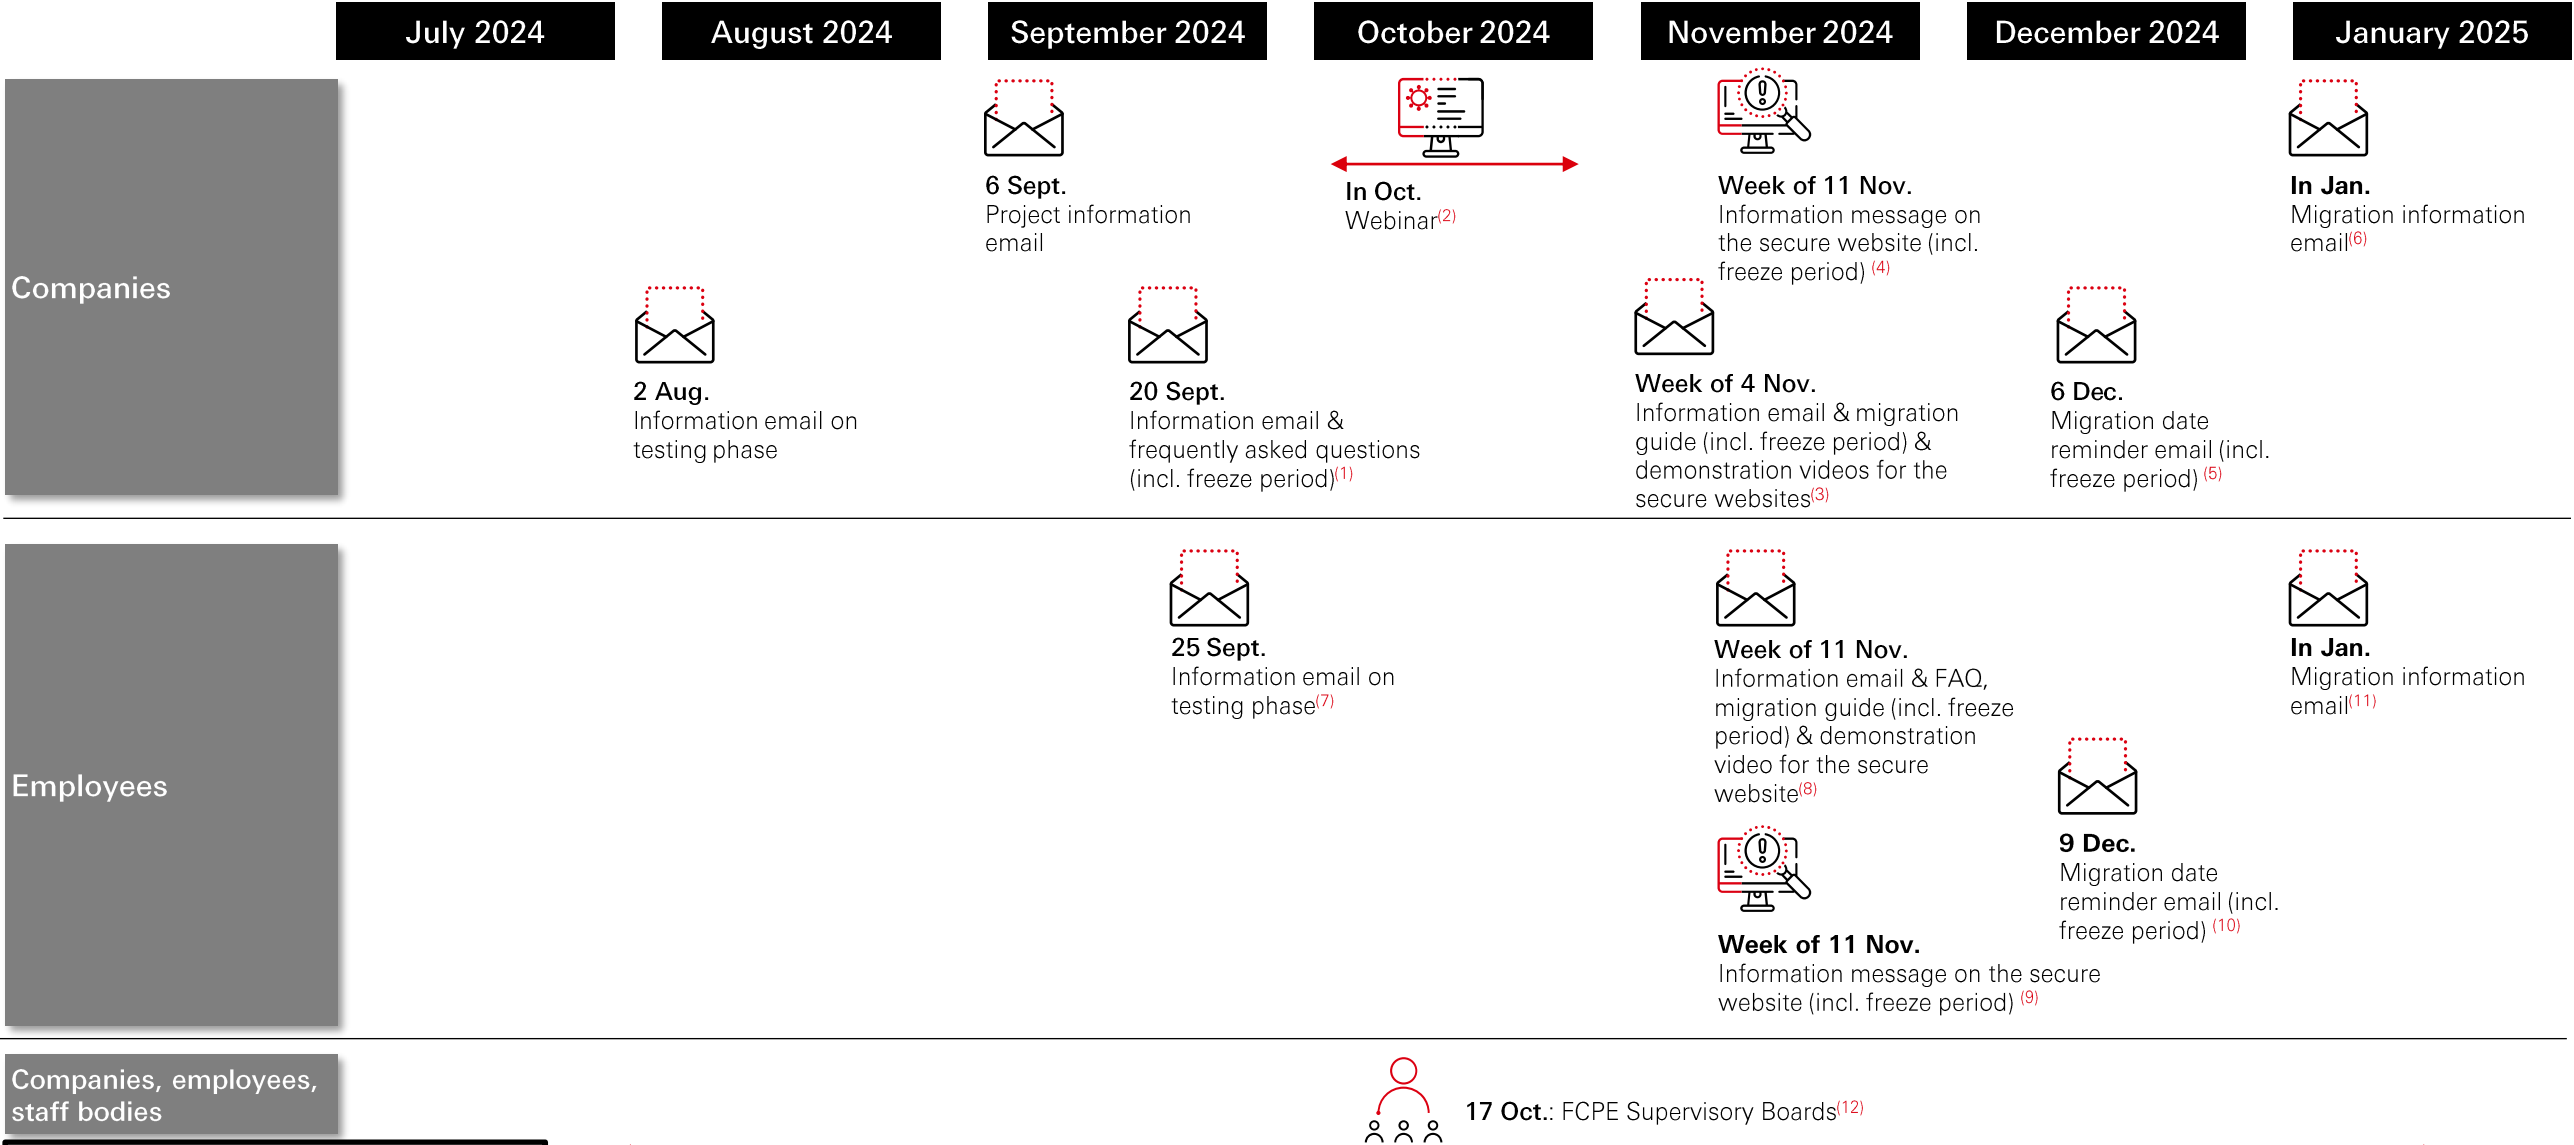 July 2024
August 2024
September 2024
October 2024
November 2024
December 2024
January 2025
Companies
6 Sept.
Project information
email
In Oct.
Webinar(2)
Week of 11 Nov.
Information message on
the secure website (incl.
freeze period) (4)
In Jan.
Migration information
email(6)
2 Aug.
Information email on
testing phase
20 Sept.
Information email &
frequently asked questions
(incl. freeze period)(1)
Week of 4 Nov.
Information email & migration
guide (incl. freeze period) &
demonstration videos for the
secure websites(3)
6 Dec.
Migration date
reminder email (incl.
freeze period) (5)
Employees
25 Sept.
Information email on
testing phase(7)
Week of 11 Nov.
Information email & FAQ,
migration guide (incl. freeze
period) & demonstration
video for the secure
website(8)
In Jan.
Migration information
email(11)
9 Dec.
Migration date
reminder email (incl.
freeze period) (10)
Week of 11 Nov.
Information message on the secure
website (incl. freeze period) (9)
Companies, employees,
staff bodies
17 Oct.: FCPE Supervisory Boards(12)